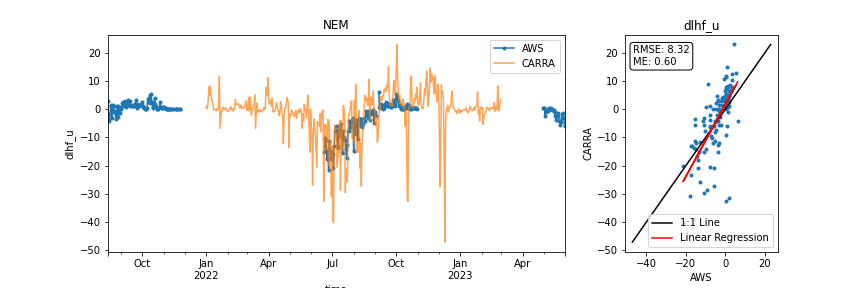 NEM
dlhf_u
20
10
0
−10
−20
−30
−40
−50
AWS
CARRA
Oct
Jan
2022
Apr
Jul
Oct
Jan
2023
Apr
time
dlhf_u
RMSE: 8.32
ME: 0.60
CARRA
20
10
0
−10
−20
−30
−40
−50
1:1 Line
Linear Regression
−40
−20
0
20
AWS